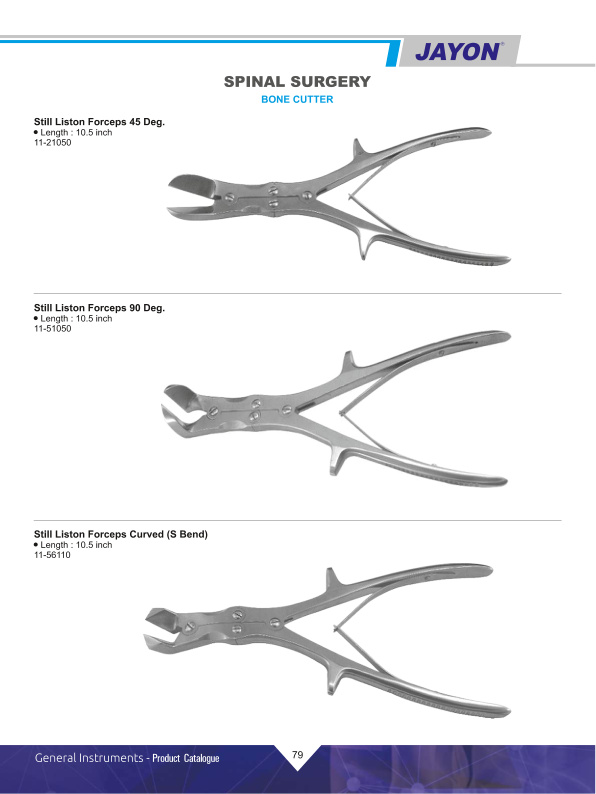 JAYON®
SPINAL SURGERY
BONE CUTTER
Still Liston Forceps 45 Deg.
• Length : 10.5 inch
11-21050
Still Liston Forceps 90 Deg.
• Length : 10.5 inch
11-51050
Still Liston Forceps Curved (S Bend)
• Length : 10.5 inch
11-56110
General Instruments - Product Catalogue
79